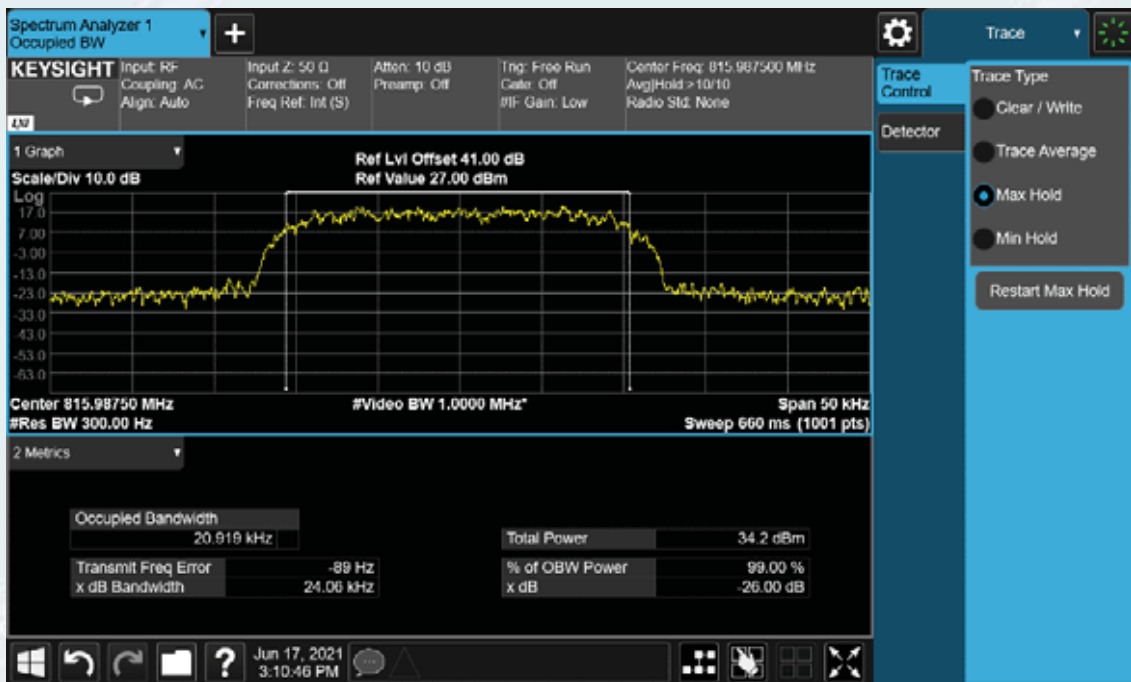 Spectrum Analyzer 1
Occupied BW
+
Trace
KEYSIGHT
Input: RF
Coupling: AC
Align: Auto
Input Z: 50 Ω
Corrections: Off
Freq Ref: Int (S)
Atten: 10 dB
Preamp: Off
Trig: Free Run
Gate: Off
#IF Gain: Low
Center Freq: 815.987500 MHz
Avg|Hold >10/10
Radio Std: None
LXI
Trace Control
Detector
Trace Type
Clear / Write
Trace Average
Max Hold
Min Hold
Restart Max Hold
1 Graph
Scale/Div 10.0 dB
Ref Lvl Offset 41.00 dB
Ref Value 27.00 dBm
Log
17.0
7.00
-3.00
-13.0
-23.0
-33.0
-43.0
-53.0
-63.0
Center 815.98750 MHz
#Res BW 300.00 Hz
#Video BW 1.0000 MHz*
Span 50 kHz
Sweep 660 ms (1001 pts)
2 Metrics
Occupied Bandwidth
20.919 kHz
Total Power 34.2 dBm
Transmit Freq Error -89 Hz
% of OBW Power 99.00 %
x dB Bandwidth 24.06 kHz
x dB -26.00 dB
?
Jun 17, 2021
3:10:46 PM